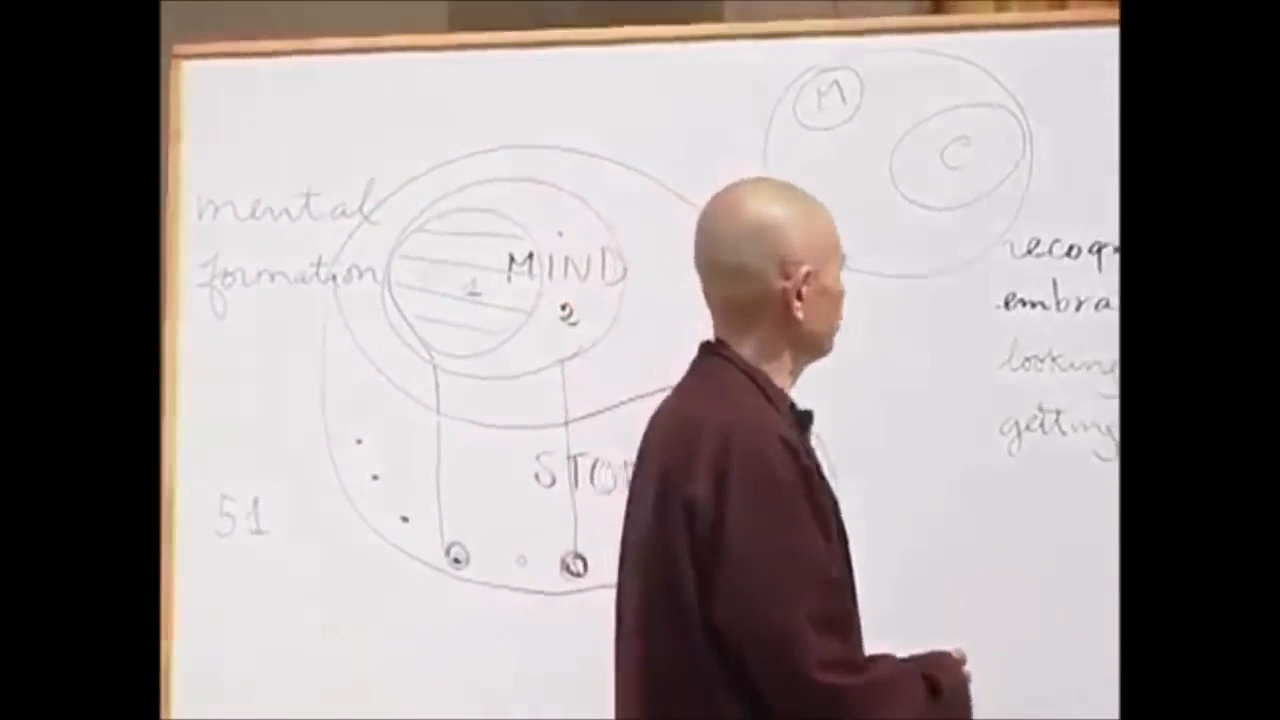 M
C
mental
formation
MIND
1
2
recog
embra
looking
getting
STO
51